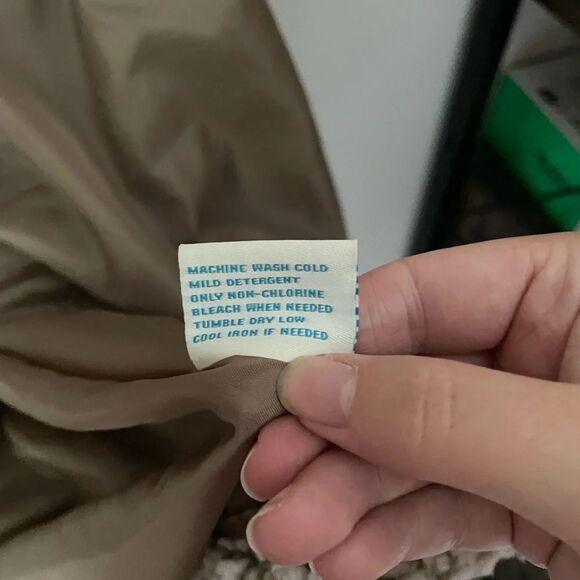 MACHINE WASH COLD
MILD DETERGENT
ONLY NON-CHLORINE
BLEACH WHEN NEEDED
TUMBLE DRY LOW
COOL IRON IF NEEDED